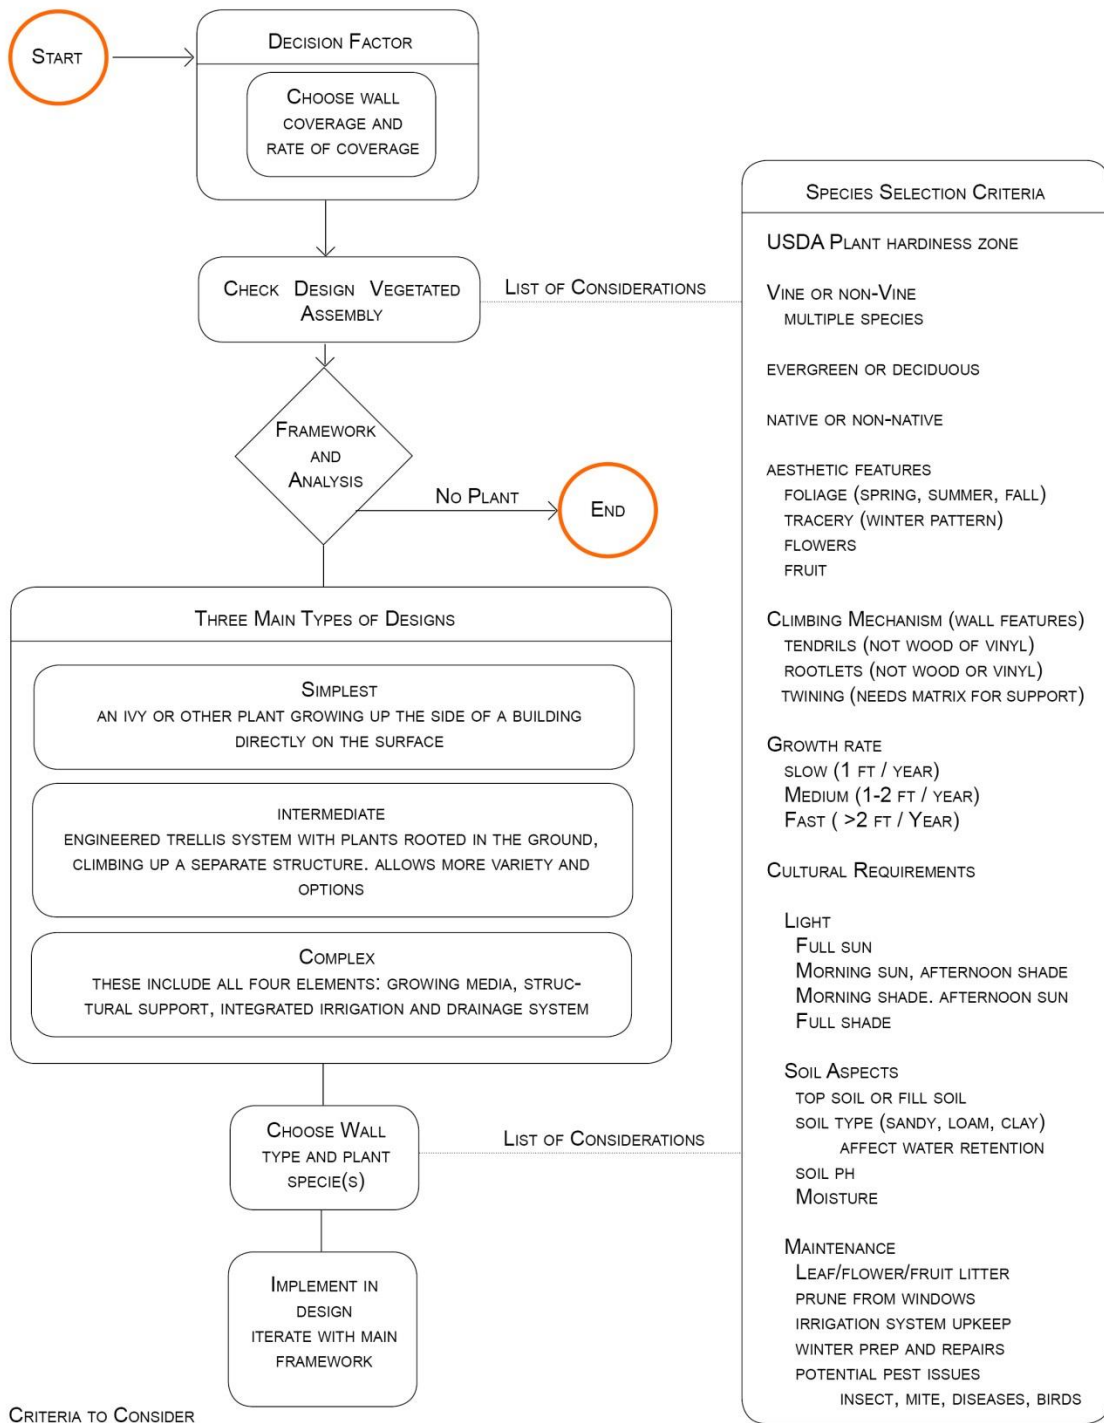 Start
Decision Factor
Choose wall
coverage and
rate of coverage
Check Design Vegetated
Assembly
List of Considerations
Framework
and
Analysis
No Plant
End
Three Main Types of Designs
Simplest
an ivy or other plant growing up the side of a building
directly on the surface
intermediate
engineered trellis system with plants rooted in the ground,
climbing up a separate structure. allows more variety and
options
Complex
these include all four elements: growing media, struc-
tural support, integrated irrigation and drainage system
Choose Wall
type and plant
specie(s)
List of Considerations
Implement in
design
iterate with main
framework
Criteria to Consider
Species Selection Criteria
USDA Plant hardiness zone
Vine or non-Vine
multiple species
evergreen or deciduous
native or non-native
aesthetic features
foliage (spring, summer, fall)
tracery (winter pattern)
flowers
fruit
Climbing Mechanism (wall features)
tendrils (not wood of vinyl)
rootlets (not wood or vinyl)
twining (needs matrix for support)
Growth rate
slow (1 ft / year)
Medium (1-2 ft / year)
Fast ( >2 ft / Year)
Cultural Requirements
Light
Full sun
Morning sun, afternoon shade
Morning shade. afternoon sun
Full shade
Soil Aspects
top soil or fill soil
soil type (sandy, loam, clay)
affect water retention
soil ph
Moisture
Maintenance
Leaf/flower/fruit litter
prune from windows
irrigation system upkeep
winter prep and repairs
potential pest issues
insect, mite, diseases, birds